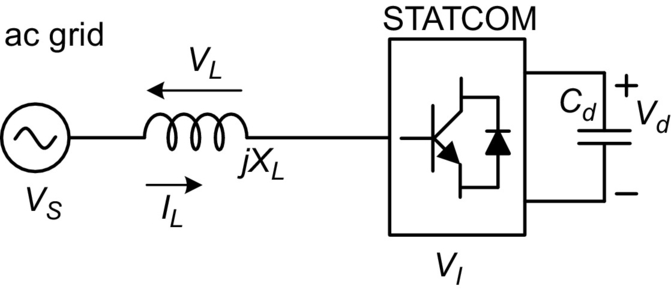 STATCOM
ac grid
V_L
C_d
+
V_d
jX_L
I_L
V_S
−
V_I